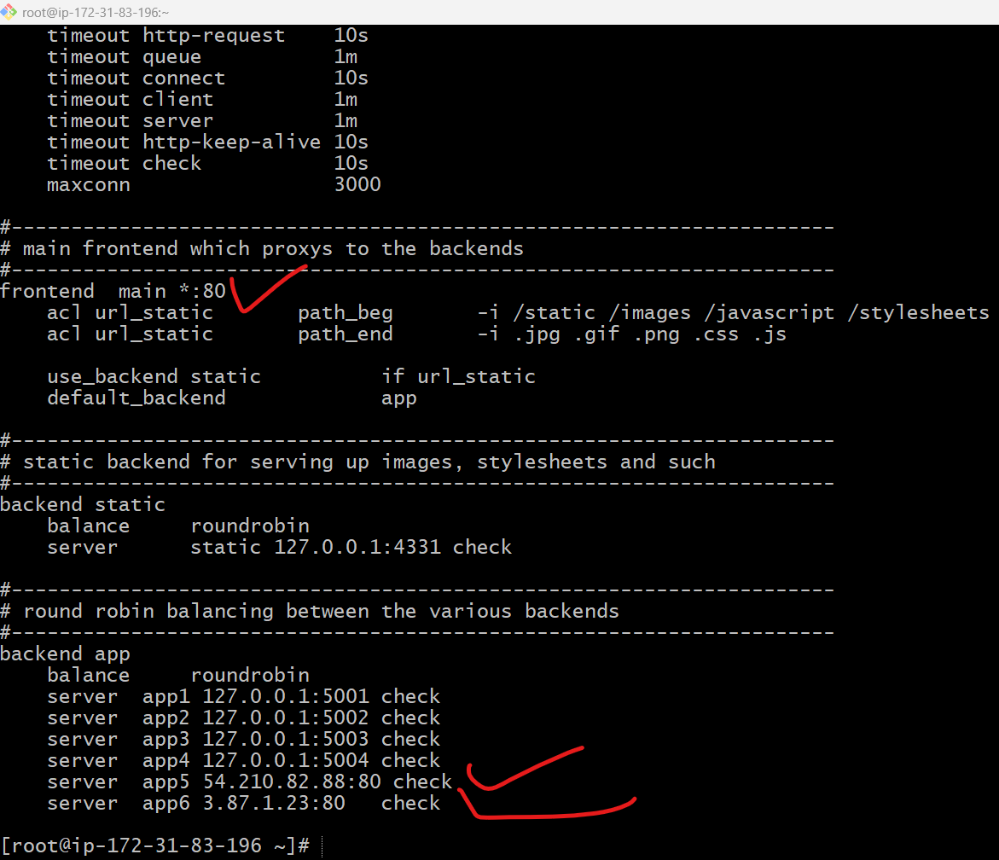 root@ip-172-31-83-196:~
    timeout http-request    10s
    timeout queue           1m
    timeout connect         10s
    timeout client          1m
    timeout server          1m
    timeout http-keep-alive 10s
    timeout check           10s
    maxconn                 3000
#---------------------------------------------------------------------
# main frontend which proxys to the backends
#---------------------------------------------------------------------
frontend  main *:80
    acl url_static       path_beg       -i /static /images /javascript /stylesheets
    acl url_static       path_end       -i .jpg .gif .png .css .js
    use_backend static          if url_static
    default_backend             app
#---------------------------------------------------------------------
# static backend for serving up images, stylesheets and such
#---------------------------------------------------------------------
backend static
    balance     roundrobin
    server      static 127.0.0.1:4331 check
#---------------------------------------------------------------------
# round robin balancing between the various backends
#---------------------------------------------------------------------
backend app
    balance     roundrobin
    server  app1 127.0.0.1:5001 check
    server  app2 127.0.0.1:5002 check
    server  app3 127.0.0.1:5003 check
    server  app4 127.0.0.1:5004 check
    server  app5 54.210.82.88:80 check
    server  app6 3.87.1.23:80   check
[root@ip-172-31-83-196 ~]#